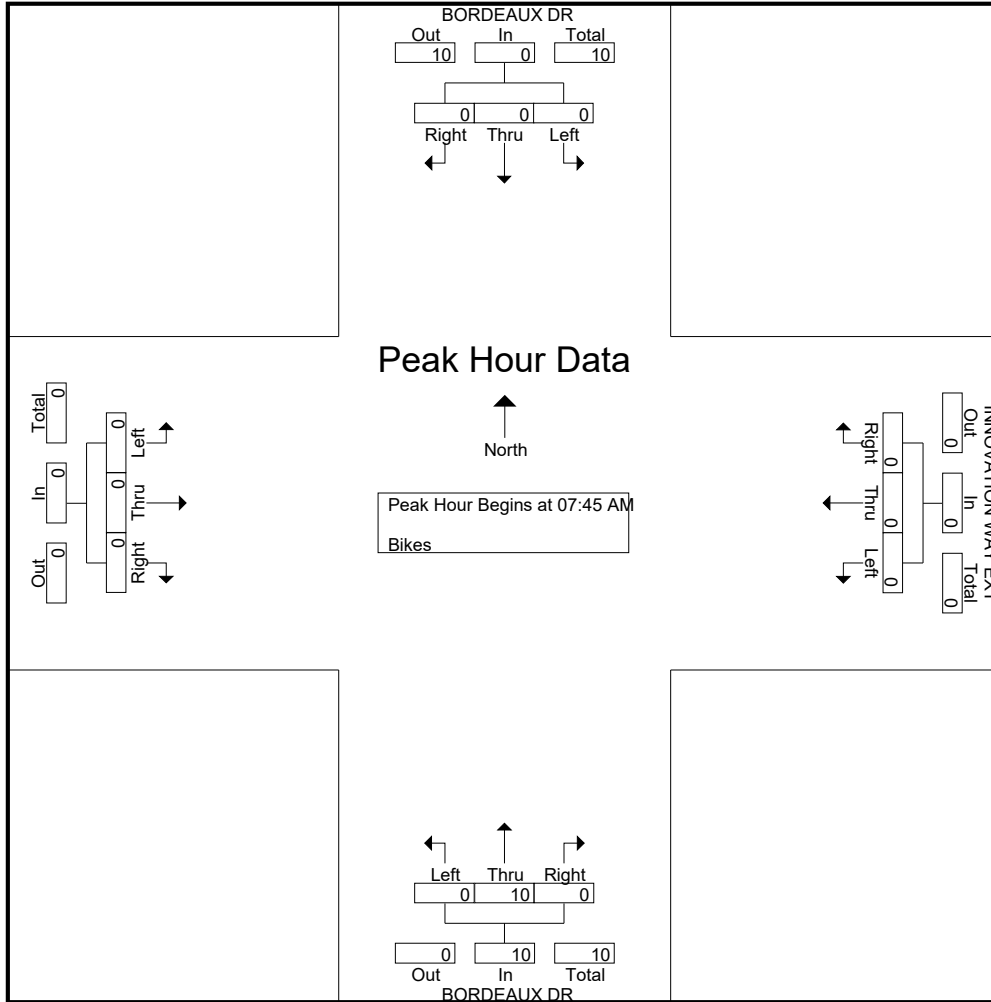 BORDEAUX DR
Out In Total
10 0 10
0 0 0
Right Thru Left
Peak Hour Data
North
Peak Hour Begins at 07:45 AM
Bikes
Total In Out
0 0 0
0 0 0
Left Thru Right
Right Thru Left
0 0 0
Out In Total
0 0 0
INNOVATION WAY EXT
Left Thru Right
0 10 0
0 10 10
Out In Total
BORDEAUX DR